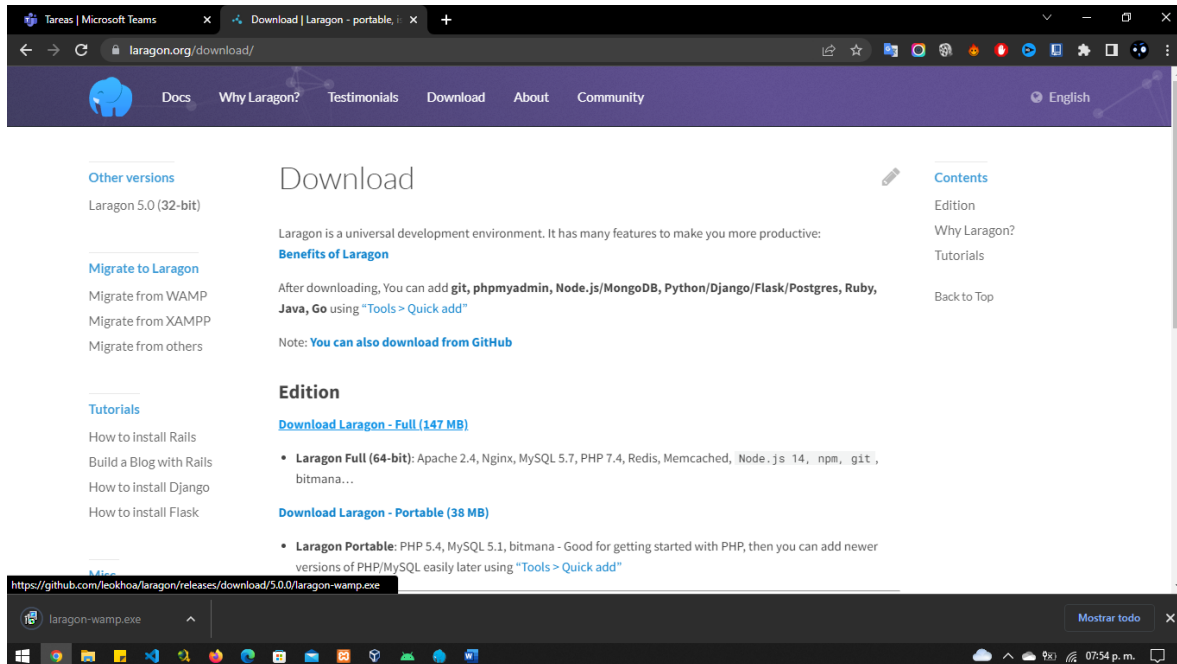 Tareas | Microsoft Teams
Download | Laragon - portable, i
laragon.org/download/
Docs
Why Laragon?
Testimonials
Download
About
Community
English
Other versions
Laragon 5.0 (32-bit)
Migrate to Laragon
Migrate from WAMP
Migrate from XAMPP
Migrate from others
Tutorials
How to install Rails
Build a Blog with Rails
How to install Django
How to install Flask
Misc
Download
Laragon is a universal development environment. It has many features to make you more productive:
Benefits of Laragon
After downloading, You can add git, phpmyadmin, Node.js/MongoDB, Python/Django/Flask/Postgres, Ruby,
Java, Go using “Tools > Quick add”
Note: You can also download from GitHub
Edition
Download Laragon - Full (147 MB)
• Laragon Full (64-bit): Apache 2.4, Nginx, MySQL 5.7, PHP 7.4, Redis, Memcached, Node.js 14, npm, git,
bitmana…
Download Laragon - Portable (38 MB)
• Laragon Portable: PHP 5.4, MySQL 5.1, bitmana - Good for getting started with PHP, then you can add newer
versions of PHP/MySQL easily later using “Tools > Quick add”
Contents
Edition
Why Laragon?
Tutorials
Back to Top
https://github.com/leokhoa/laragon/releases/download/5.0.0/laragon-wamp.exe
laragon-wamp.exe
Mostrar todo
07:54 p. m.